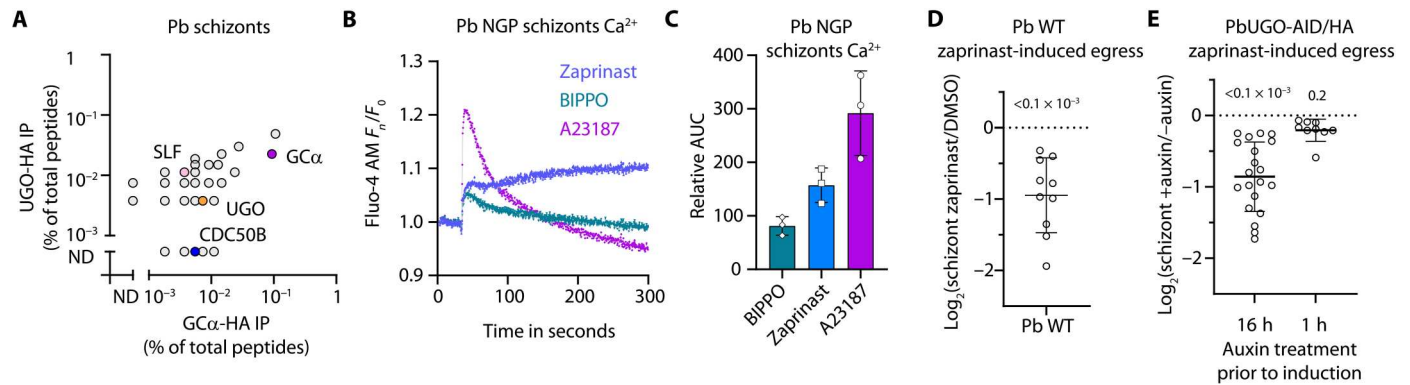 A
Pb schizonts
UGO-HA IP
(% of total peptides)
1
10⁻¹
10⁻²
10⁻³
ND
SLF
GCα
UGO
CDC50B
ND 10⁻³ 10⁻² 10⁻¹ 1
GCα-HA IP
(% of total peptides)
B
Pb NGP schizonts Ca²⁺
Fluo-4 AM Fₙ/F₀
1.3
1.2
1.1
1.0
0.9
Zaprinast
BIPPO
A23187
0 100 200 300
Time in seconds
C
Pb NGP
schizonts Ca²⁺
Relative AUC
400
300
200
100
0
BIPPO
Zaprinast
A23187
D
Pb WT
zaprinast-induced egress
Log₂(schizont zaprinast/DMSO)
<0.1 × 10⁻³
0
−1
−2
Pb WT
E
PbUGO-AID/HA
zaprinast-induced egress
Log₂(schizont +auxin/−auxin)
<0.1 × 10⁻³ 0.2
0
−1
−2
16 h 1 h
Auxin treatment
prior to induction